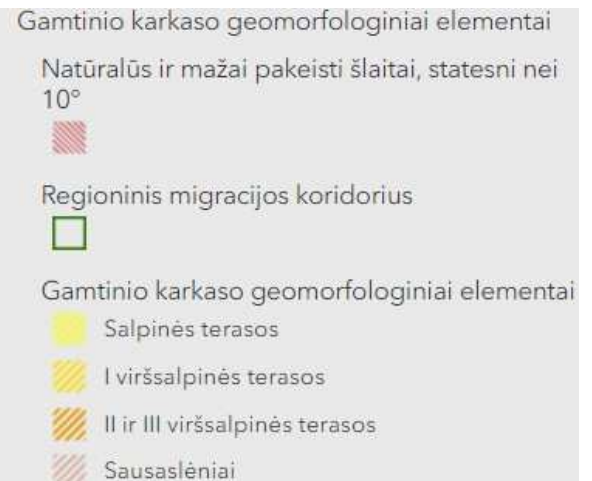 Gamtinio karkaso geomorfologiniai elementai
Natūralūs ir mažai pakeisti šlaitai, statesni nei
10°
Regioninis migracijos koridorius
Gamtinio karkaso geomorfologiniai elementai
Salpinės terasos
I viršsalpinės terasos
II ir III viršsalpinės terasos
Sausaslėniai